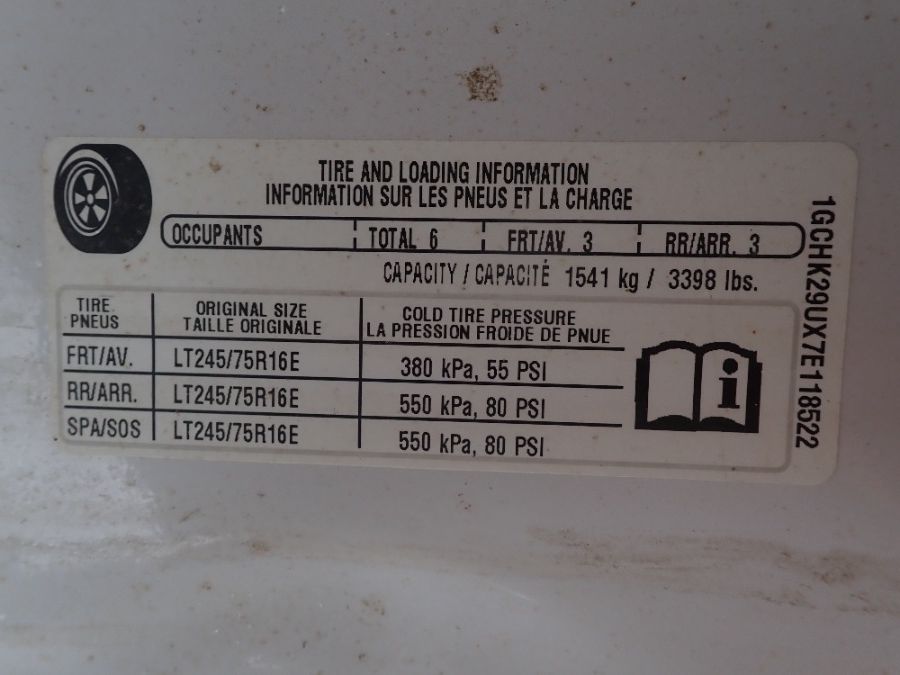 TIRE AND LOADING INFORMATION
INFORMATION SUR LES PNEUS ET LA CHARGE
OCCUPANTS TOTAL 6 FRT/AV. 3 RR/ARR. 3
CAPACITY / CAPACITÉ 1541 kg / 3398 lbs.
TIRE PNEUS
ORIGINAL SIZE
TAILLE ORIGINALE
COLD TIRE PRESSURE
LA PRESSION FROIDE DE PNUE
FRT/AV. LT245/75R16E 380 kPa, 55 PSI
RR/ARR. LT245/75R16E 550 kPa, 80 PSI
SPA/SOS LT245/75R16E 550 kPa, 80 PSI
i
1GCHK29UX7E118522